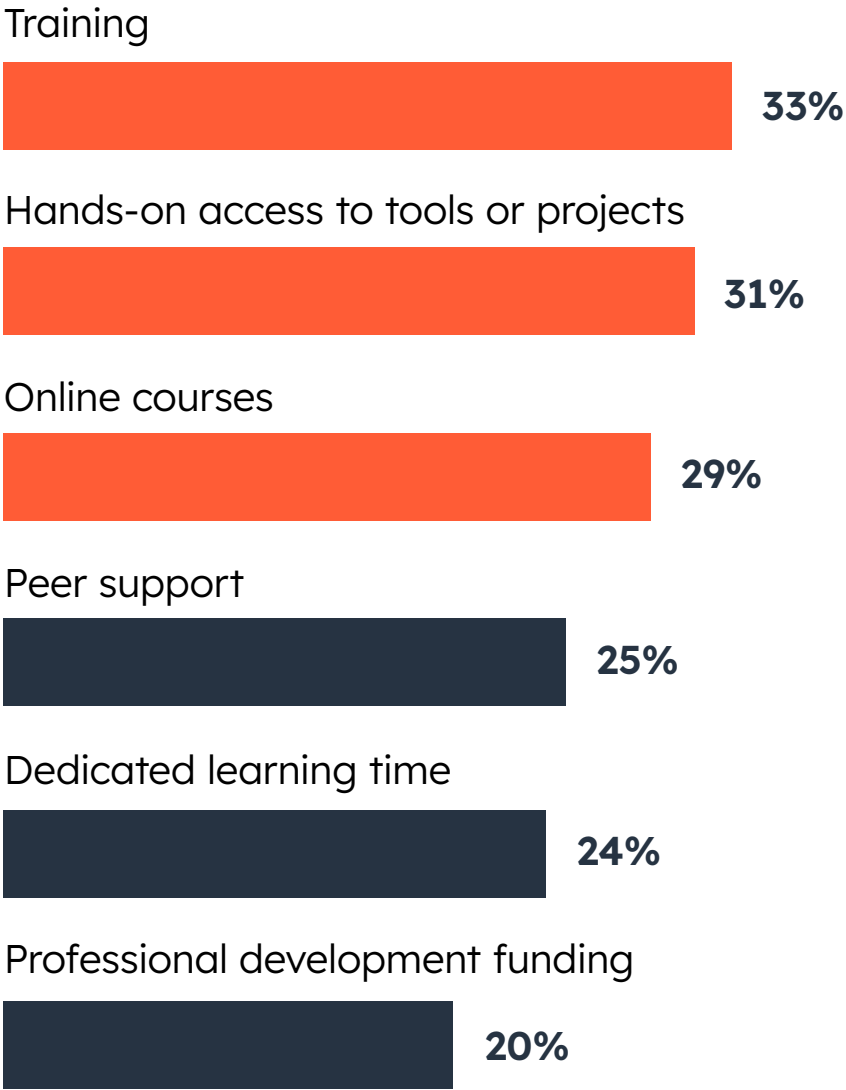 Training
33%
Hands-on access to tools or projects
31%
Online courses
29%
Peer support
25%
Dedicated learning time
24%
Professional development funding
20%